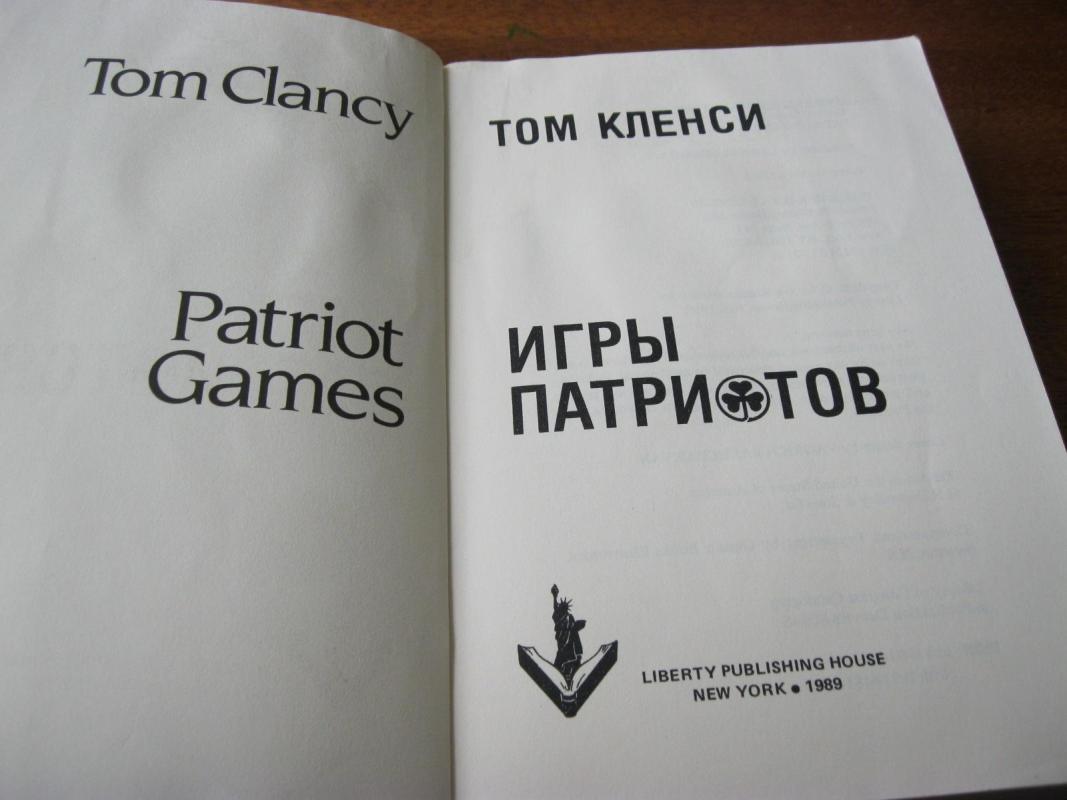 Tom Clancy
Patriot
Games
ТОМ КЛЕНСИ
ИГРЫ
ПАТРИОТОВ
LIBERTY PUBLISHING HOUSE
NEW YORK ● 1989